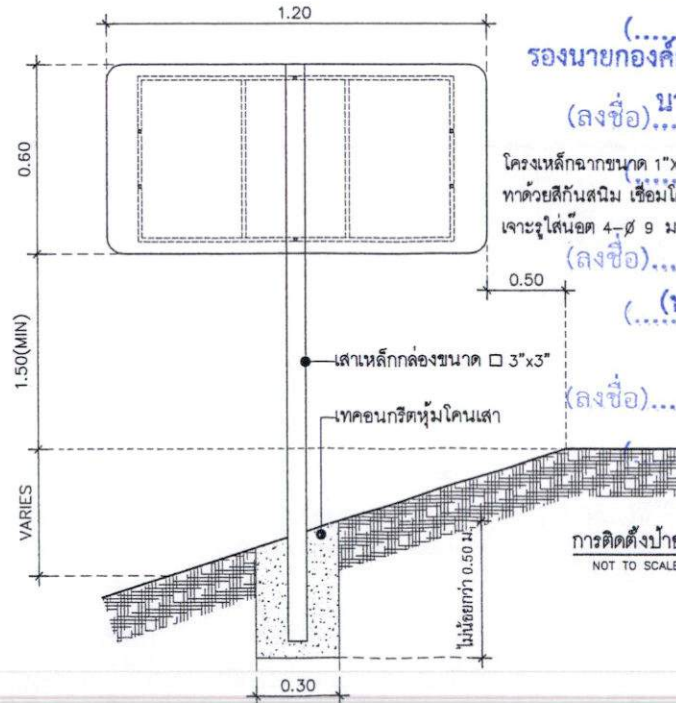 1.20
(.....
รองนายกองค์
(ลงชื่อ)....
0.60
โครงเหล็กฉากขนาด 1"x
ทาด้วยสีกันสนิม เชื่อมโ
เจาะรูใส่น๊อต 4-Ø 9 ม
(ลงชื่อ)....
0.50
(....
1.50(MIN)
เสาเหล็กกล่องขนาด □ 3"x3"
(ลงชื่อ)....
เทคอนกรีตหุ้มโคนเสา
VARIES
การติดตั้งป้าย
NOT TO SCALE
ไม่น้อยกว่า 0.50 ม.
0.30